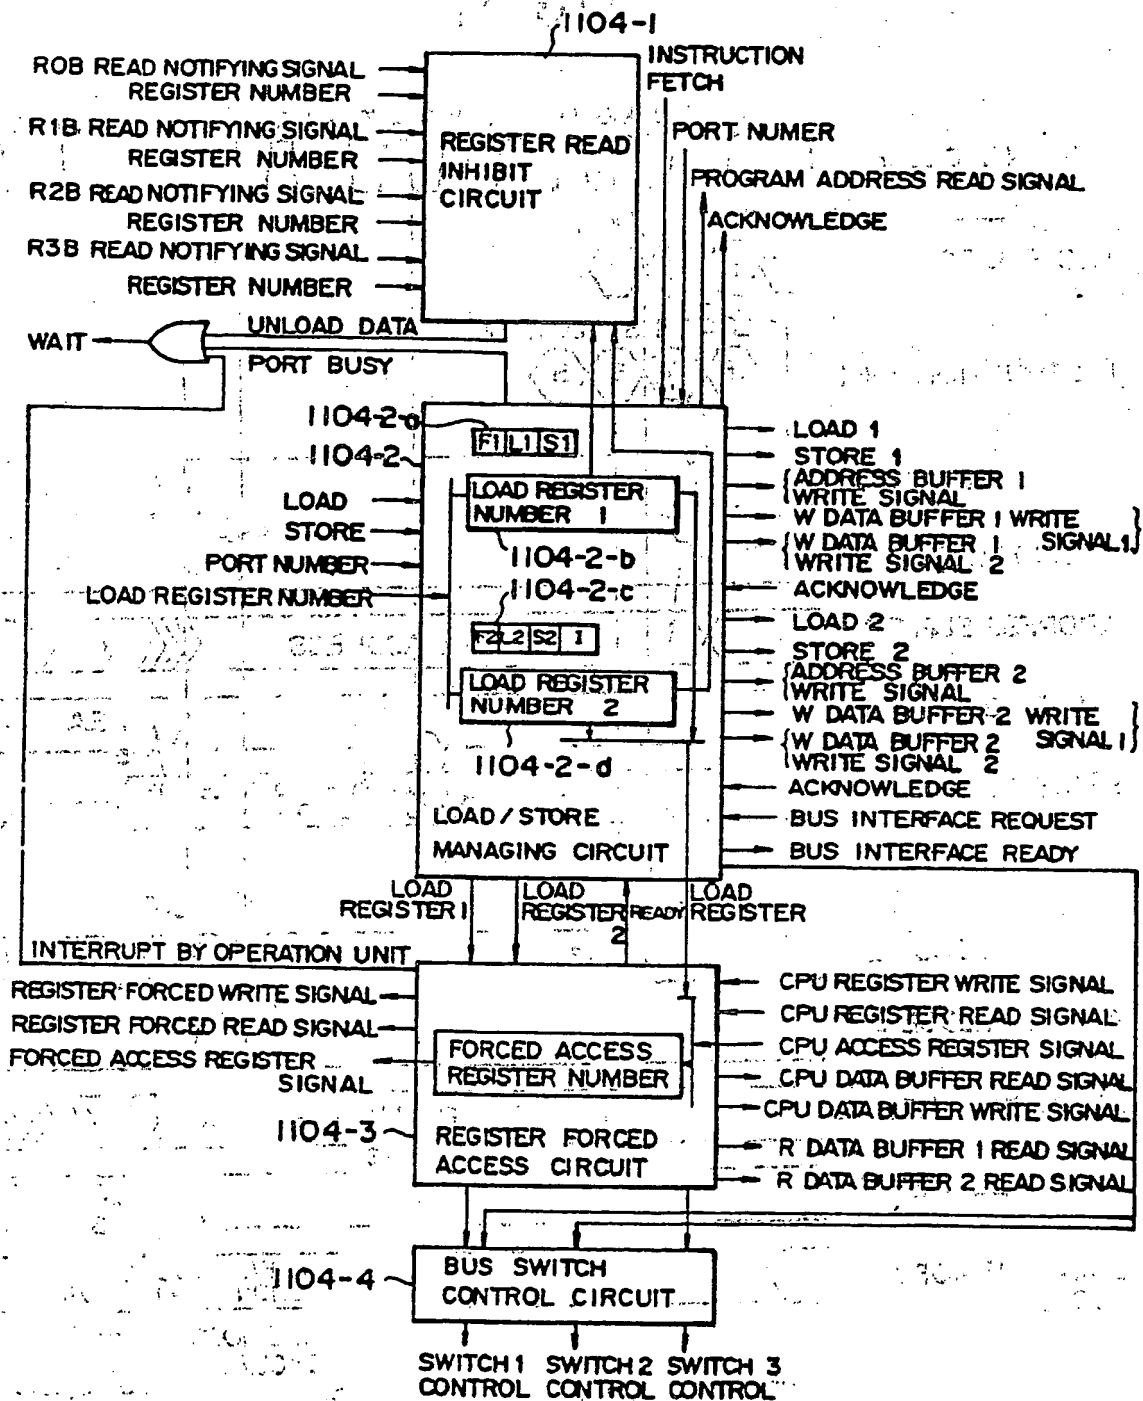 1104-1
INSTRUCTION
FETCH
R0B READ NOTIFYING SIGNAL
REGISTER NUMBER
R1B READ NOTIFYING SIGNAL
REGISTER NUMBER
R2B READ NOTIFYING SIGNAL
REGISTER NUMBER
R3B READ NOTIFYING SIGNAL
REGISTER NUMBER
REGISTER READ
INHIBIT
CIRCUIT
PORT NUMER
PROGRAM ADDRESS READ SIGNAL
ACKNOWLEDGE
WAIT
UNLOAD DATA
PORT BUSY
1104-2-a
1104-2
F1 L1 S1
LOAD
STORE
PORT NUMBER
LOAD REGISTER NUMBER
LOAD REGISTER
NUMBER 1
1104-2-b
1104-2-c
F2 L2 S2 I
LOAD REGISTER
NUMBER 2
1104-2-d
LOAD/STORE
MANAGING CIRCUIT
LOAD 1
STORE 1
ADDRESS BUFFER 1
WRITE SIGNAL
W DATA BUFFER 1 WRITE
SIGNAL 1
W DATA BUFFER 1
WRITE SIGNAL 2
ACKNOWLEDGE
LOAD 2
STORE 2
ADDRESS BUFFER 2
WRITE SIGNAL
W DATA BUFFER 2 WRITE
SIGNAL 1
W DATA BUFFER 2
WRITE SIGNAL 2
ACKNOWLEDGE
BUS INTERFACE REQUEST
BUS INTERFACE READY
LOAD
REGISTER 1
LOAD
REGISTER
2
READY
LOAD
REGISTER
INTERRUPT BY OPERATION UNIT
REGISTER FORCED WRITE SIGNAL
REGISTER FORCED READ SIGNAL
FORCED ACCESS REGISTER
SIGNAL
1104-3
FORCED ACCESS
REGISTER NUMBER
REGISTER FORCED
ACCESS CIRCUIT
CPU REGISTER WRITE SIGNAL
CPU REGISTER READ SIGNAL
CPU ACCESS REGISTER SIGNAL
CPU DATA BUFFER READ SIGNAL
CPU DATA BUFFER WRITE SIGNAL
R DATA BUFFER 1 READ SIGNAL
R DATA BUFFER 2 READ SIGNAL
1104-4
BUS SWITCH
CONTROL CIRCUIT
SWITCH 1
CONTROL
SWITCH 2
CONTROL
SWITCH 3
CONTROL